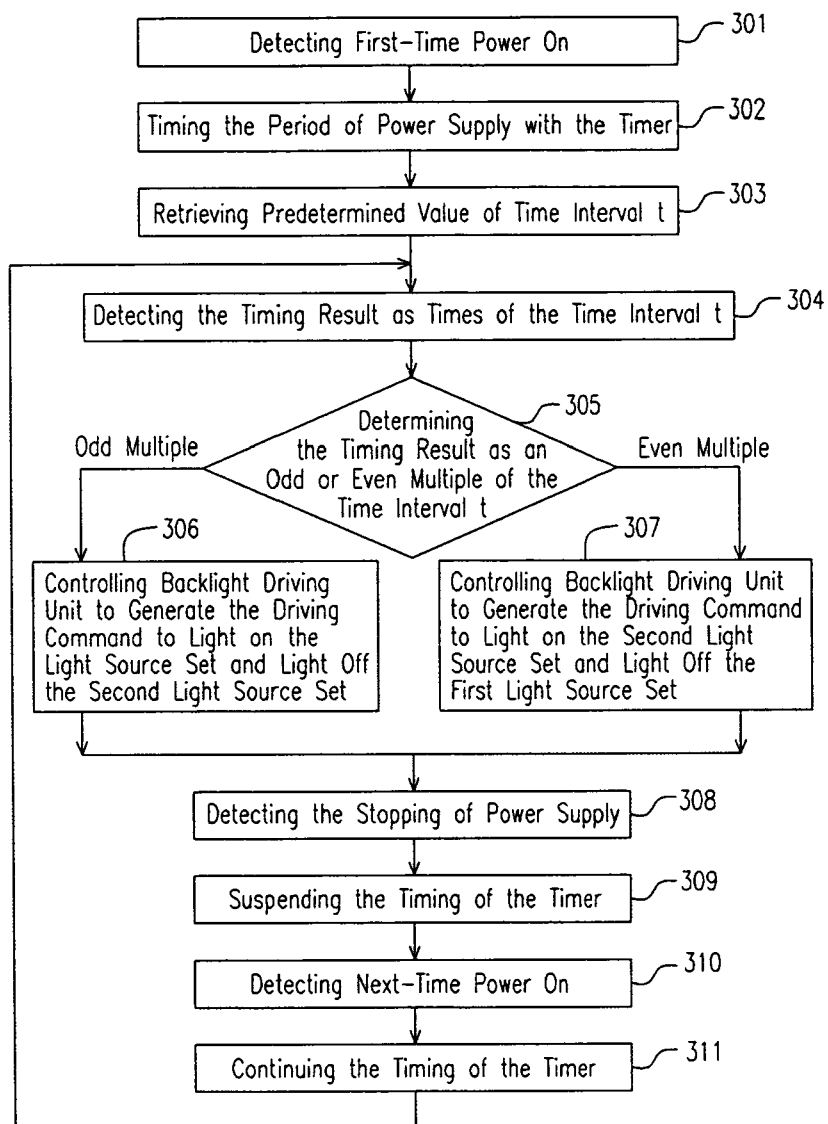 Detecting First-Time Power On
301
Timing the Period of Power Supply with the Timer
302
Retrieving Predetermined Value of Time Interval t
303
Detecting the Timing Result as Times of the Time Interval t
304
Determining
the Timing Result as an
Odd or Even Multiple of the
Time Interval t
305
Odd Multiple
Even Multiple
306
Controlling Backlight Driving
Unit to Generate the Driving
Command to Light on the
Light Source Set and Light Off
the Second Light Source Set
307
Controlling Backlight Driving Unit
to Generate the Driving Command
to Light on the Second Light
Source Set and Light Off the
First Light Source Set
Detecting the Stopping of Power Supply
308
Suspending the Timing of the Timer
309
Detecting Next-Time Power On
310
Continuing the Timing of the Timer
311